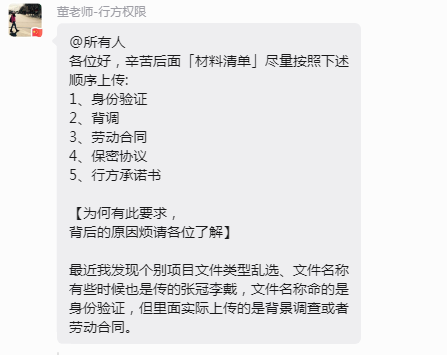 董老师-行方权限
@所有人
各位好，辛苦后面「材料清单」尽量按照下述
顺序上传:
1、身份验证
2、背调
3、劳动合同
4、保密协议
5、行方承诺书
【为何有此要求，
背后的原因烦请各位了解】
最近我发现个别项目文件类型乱选、文件名称
有些时候也是传的张冠李戴，文件名称命的是
身份验证，但里面实际上传的是背景调查或者
劳动合同。